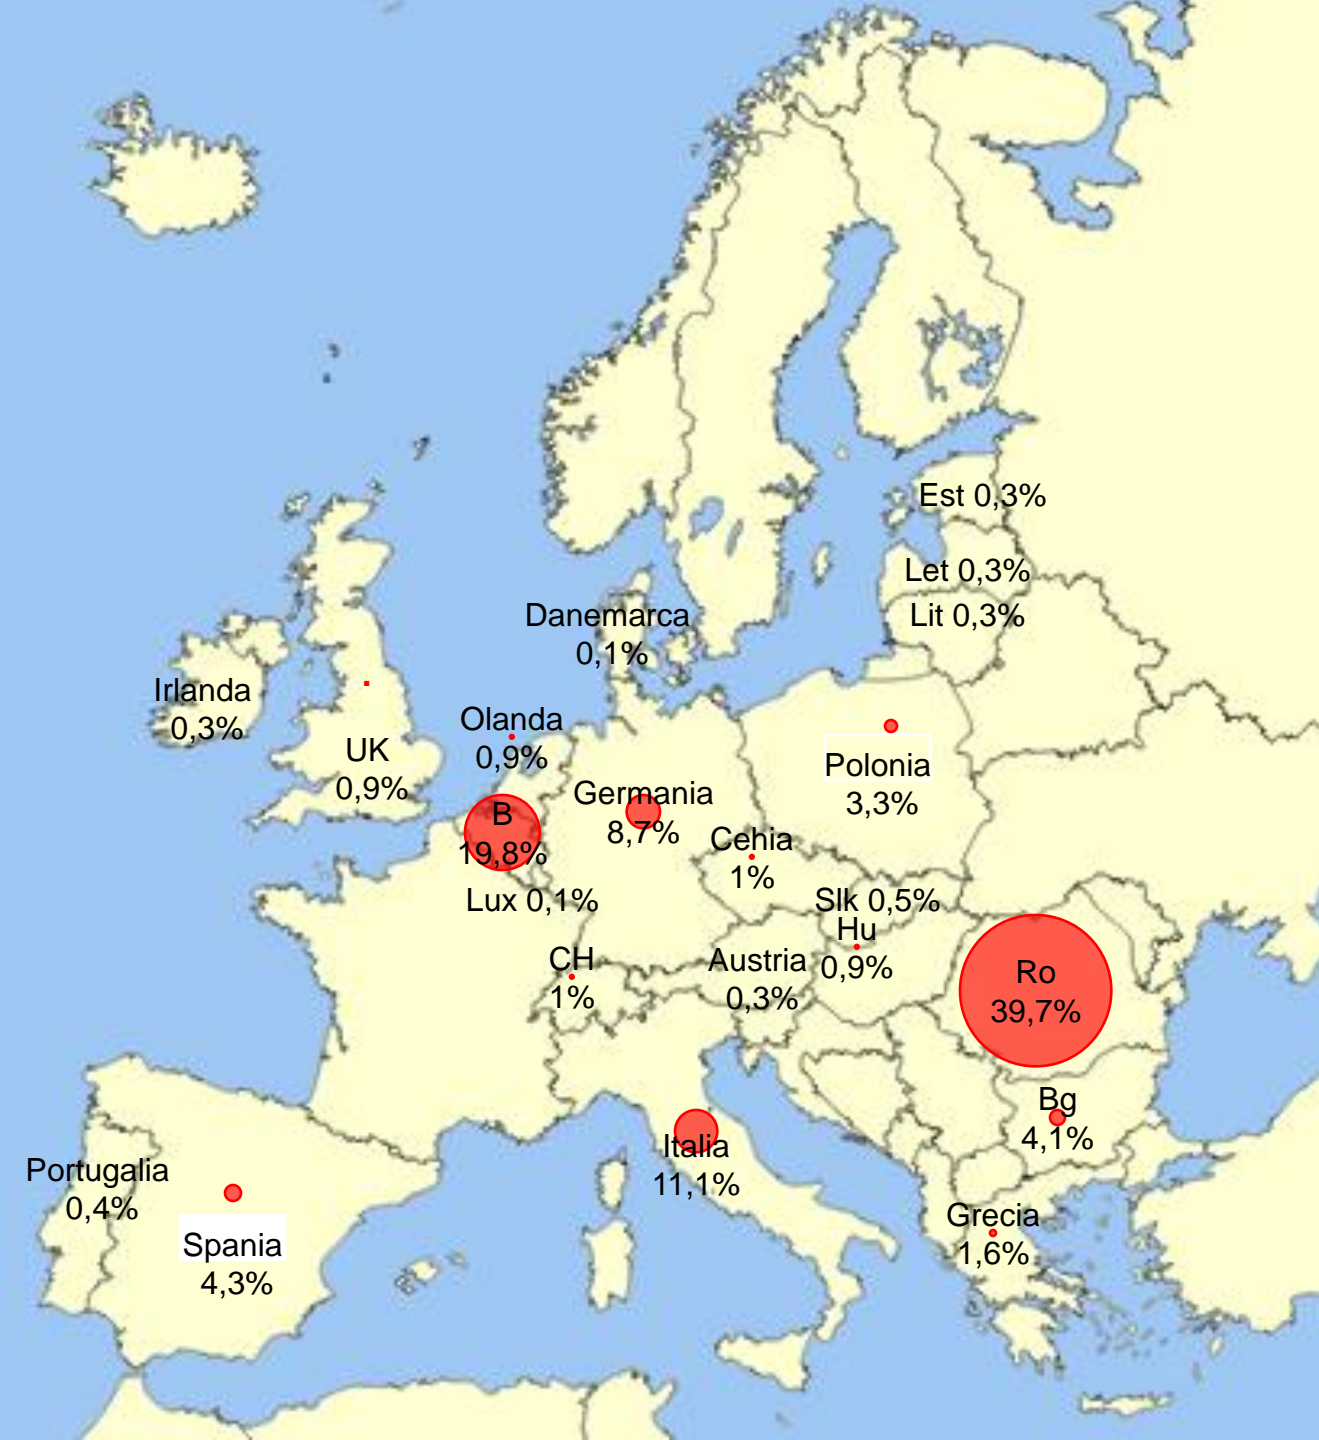 Est 0,3%
Let 0,3%
Lit 0,3%
Danemarca
0,1%
Irlanda
0,3%
Olanda
0,9%
UK
0,9%
Polonia
3,3%
Germania
8,7%
B
19,8%
Cehia
1%
Lux 0,1%
Slk 0,5%
Hu
0,9%
CH
1%
Austria
0,3%
Ro
39,7%
Bg
4,1%
Italia
11,1%
Portugalia
0,4%
Grecia
1,6%
Spania
4,3%